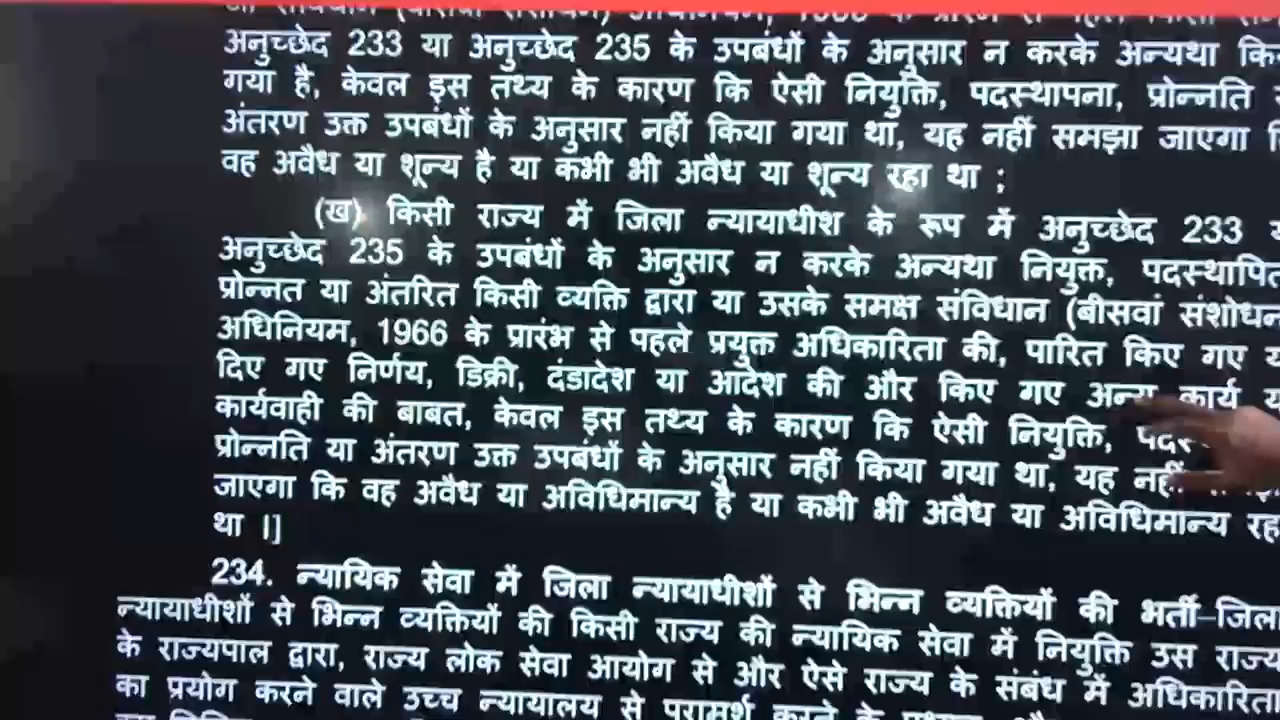 अनुच्छेद 233 या अनुच्छेद 235 के उपबंधों के अनुसार न करके अन्यथा
गया है, केवल इस तथ्य के कारण कि ऐसी नियुक्ति, पदस्थापना, प्रोन्नति
अंतरण उक्त उपबंधों के अनुसार नहीं किया गया था, यह नहीं समझा जाएगा
वह अवैध या शून्य है या कभी भी अवैध या शून्य रहा था ;
(ख) किसी राज्य में जिला न्यायाधीश के रूप में अनुच्छेद 233
अनुच्छेद 235 के उपबंधों के अनुसार न करके अन्यथा नियुक्त, पदस्थापित
प्रोन्नत या अंतरित किसी व्यक्ति द्वारा या उसके समक्ष संविधान (बीसवां संशोधन
अधिनियम, 1966 के प्रारंभ से पहले प्रयुक्त अधिकारिता की, पारित किए गए
दिए गए निर्णय, डिक्री, दंडादेश या आदेश की और किए गए अन्य कार्य
कार्यवाही की बाबत, केवल इस तथ्य के कारण कि ऐसी नियुक्ति,
प्रोन्नति या अंतरण उक्त उपबंधों के अनुसार नहीं किया गया था, यह नहीं
जाएगा कि वह अवैध या अविधिमान्य है या कभी भी अवैध या अविधिमान्य रहा
था ।]
234. न्यायिक सेवा में जिला न्यायाधीशों से भिन्न व्यक्तियों की भर्ती–जिला
न्यायाधीशों से भिन्न व्यक्तियों की किसी राज्य की न्यायिक सेवा में नियुक्ति उस राज्य
के राज्यपाल द्वारा, राज्य लोक सेवा आयोग से और ऐसे राज्य के संबंध में अधिकारिता
का प्रयोग करने वाले उच्च न्यायालय से परामर्श करने के